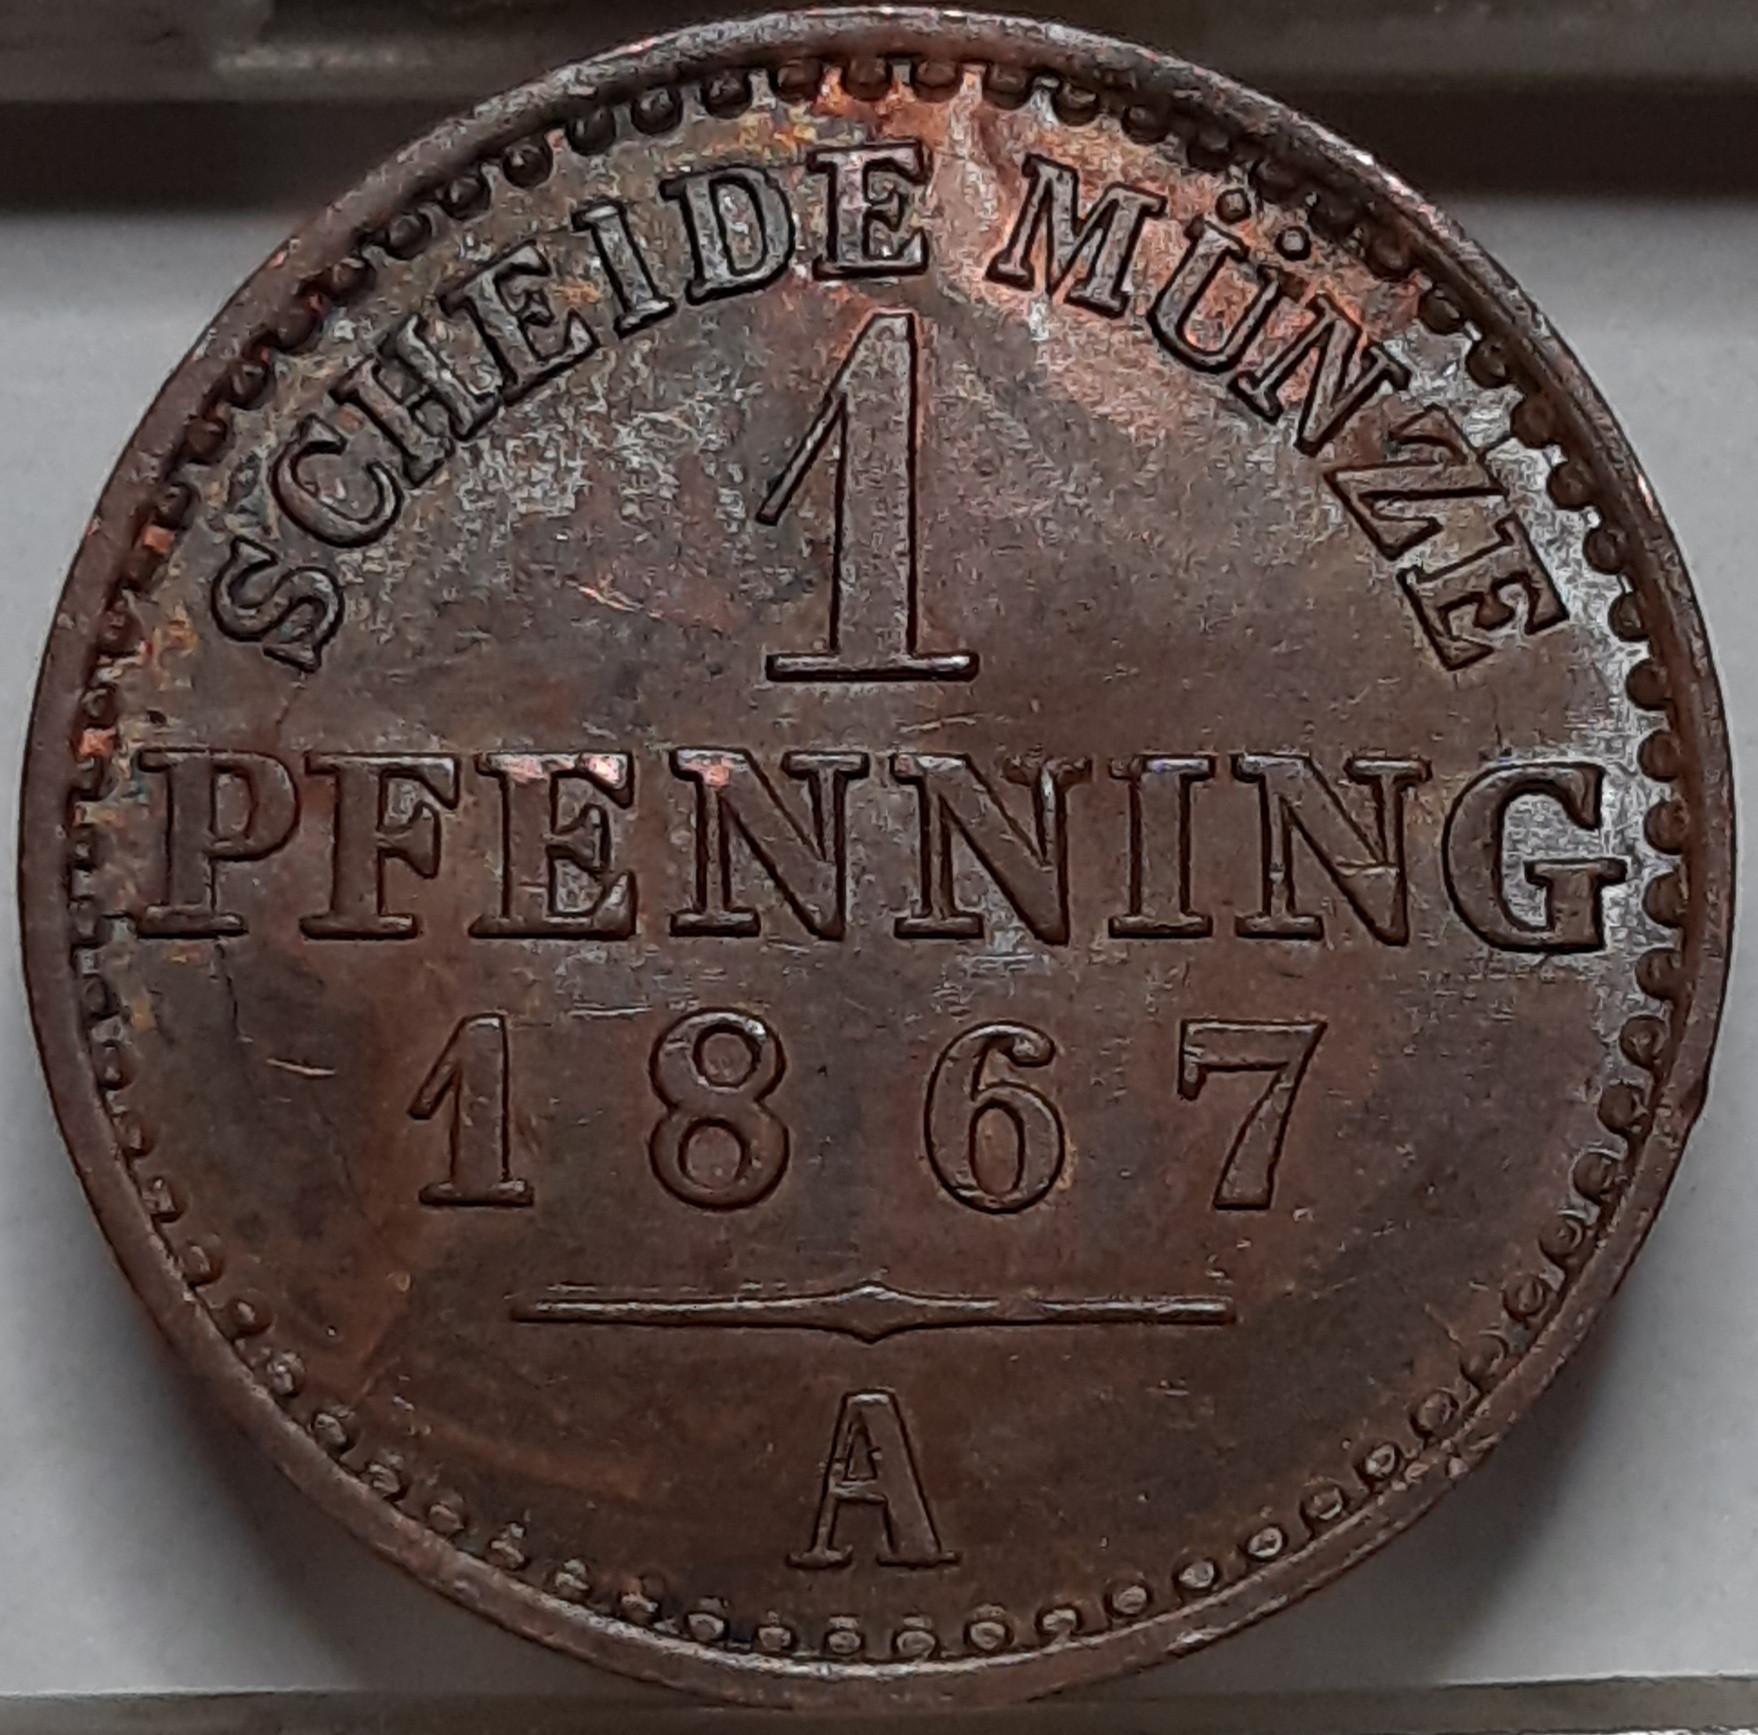 SCHEIDE MÜNZE
1
PFENNING
1867
A